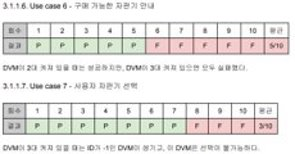 3.1.1.6. Use case 6 - 구매 가능한 자판기 안내
회수 1 2 3 4 5 6 7 8 9 10 평균
결과 P P P P P F F F F F 5/10
DVM이 2대 켜져 있을 때는 성공하지만, DVM이 3대 켜져 있으면 모두 실패했다.
3.1.1.7. Use case 7 - 사용자 자판기 선택
회수 1 2 3 4 5 6 7 8 9 10 평균
결과 P P P P P P P F F F 3/10
DVM이 3대 켜져 있을 때는 ID가 -1인 DVM이 생기고, 이 DVM은 선택이 불가능하다.